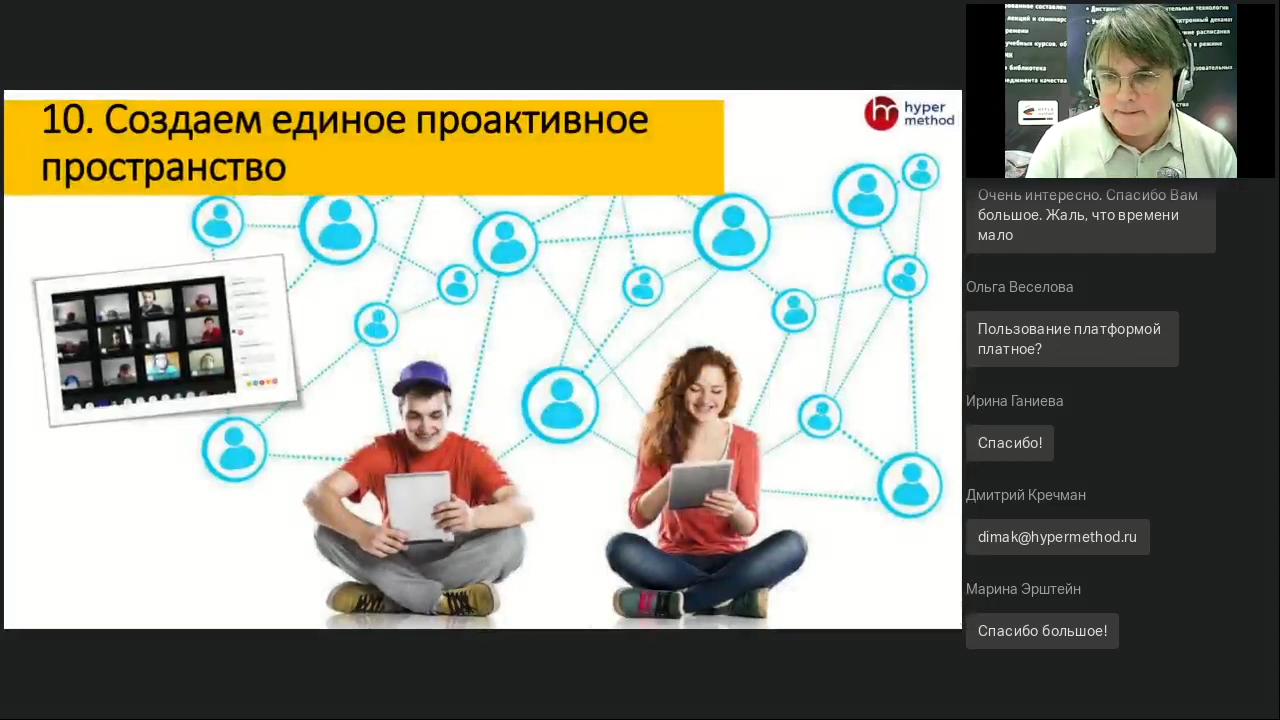 10. Создаем единое проактивное
пространство
hyper
method
Очень интересно. Спасибо Вам
большое. Жаль, что времени
мало
Ольга Веселова
Пользование платформой
платное?
Ирина Ганиева
Спасибо!
Дмитрий Кречман
dimak@hypermethod.ru
Марина Эрштейн
Спасибо большое!